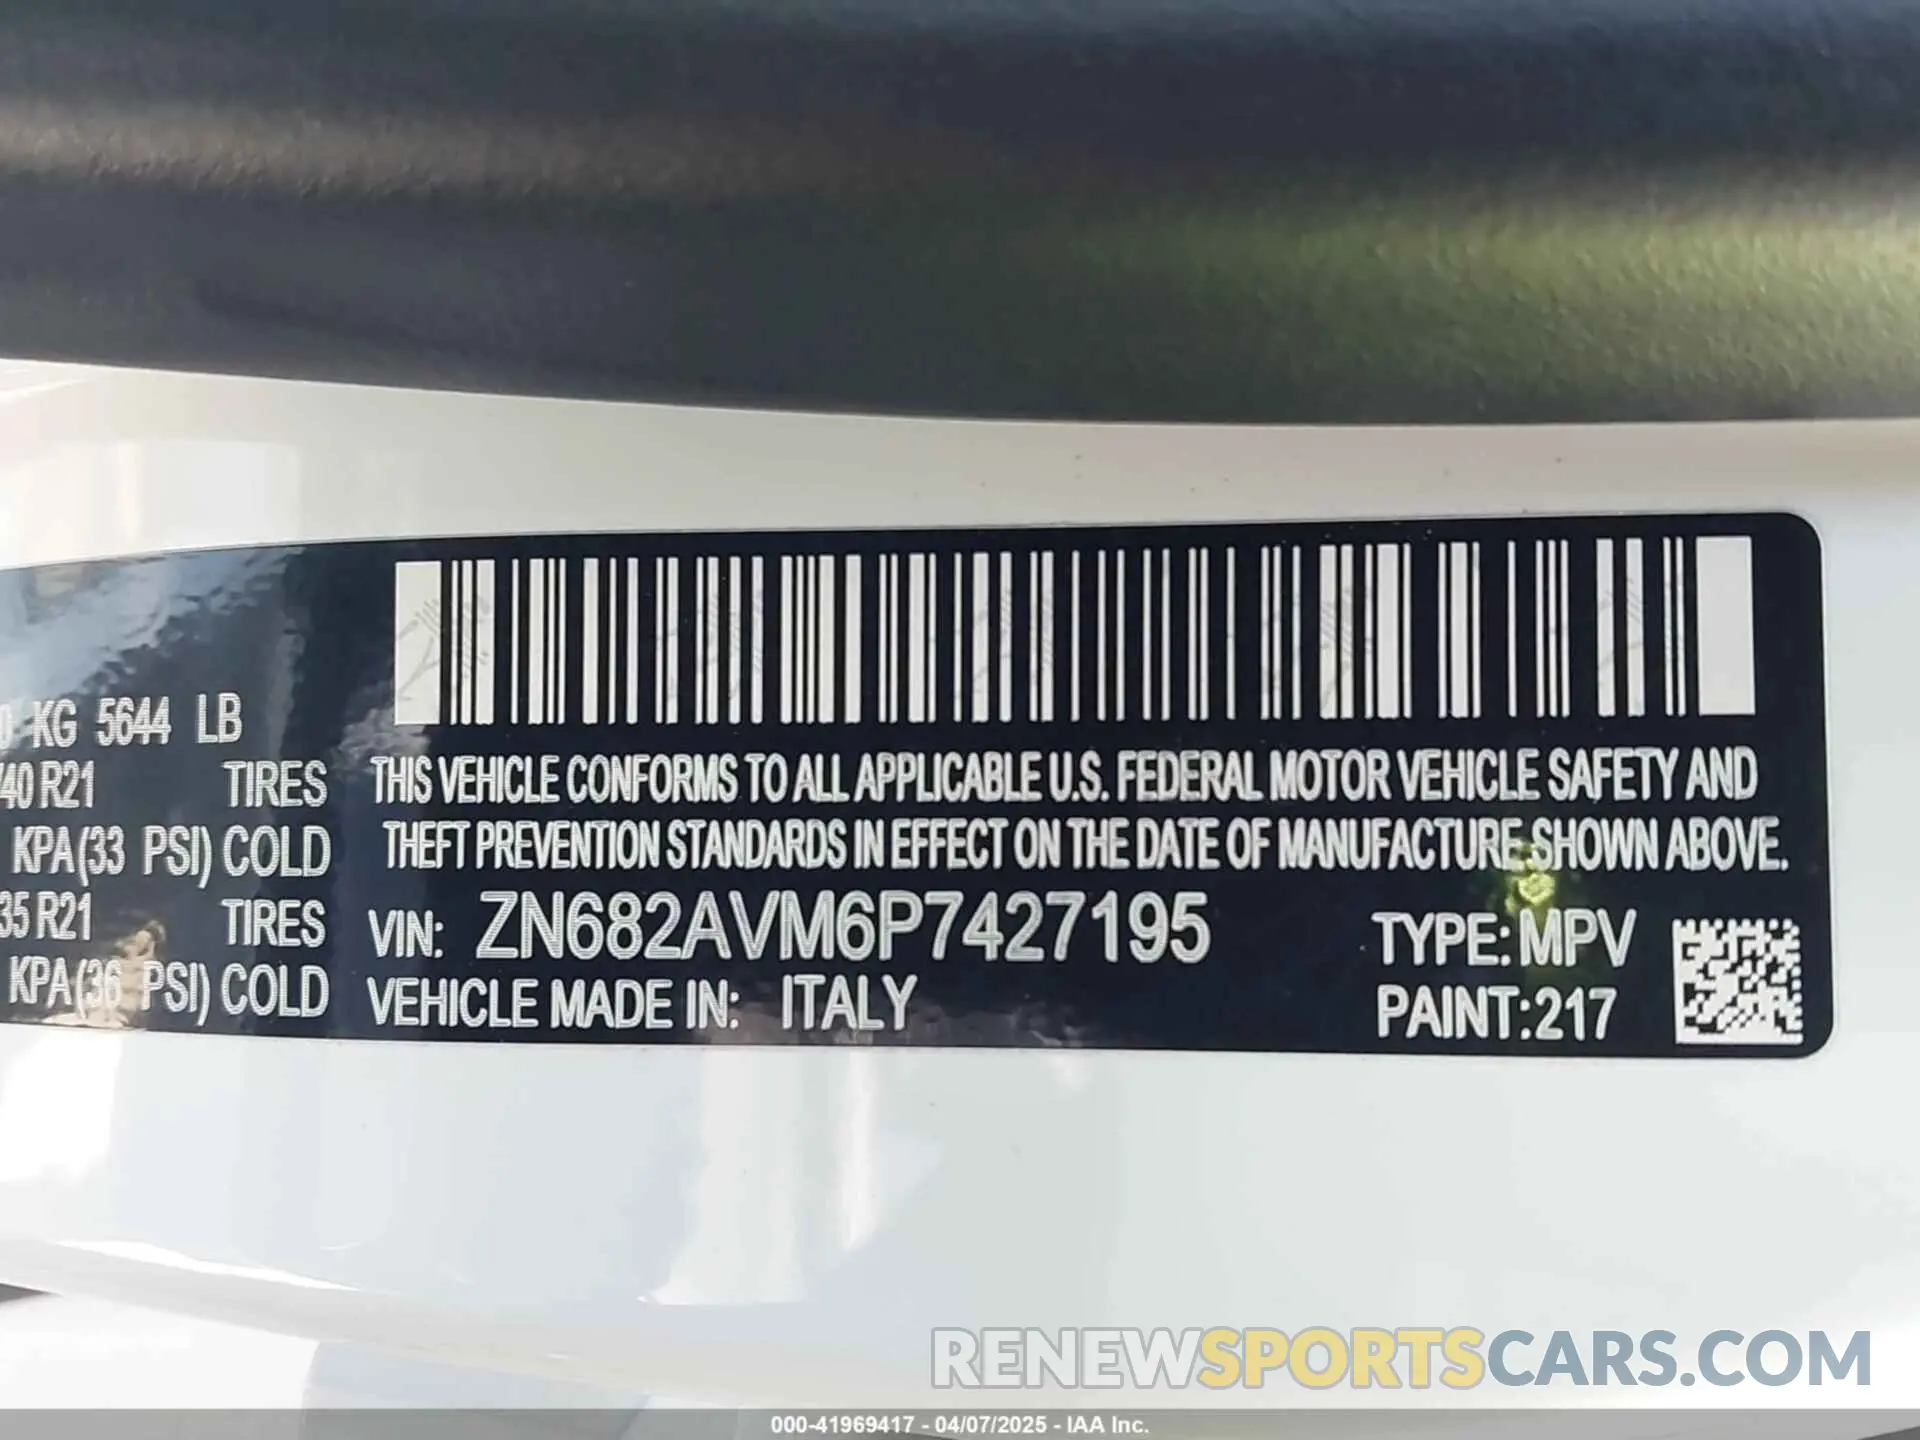 KG 5644 LB
40 R21 TIRES
KPA(33 PSI) COLD
35 R21 TIRES
KPA(36 PSI) COLD
THIS VEHICLE CONFORMS TO ALL APPLICABLE U.S. FEDERAL MOTOR VEHICLE SAFETY AND
THEFT PREVENTION STANDARDS IN EFFECT ON THE DATE OF MANUFACTURE SHOWN ABOVE.
VIN: ZN682AVM6P7427195
VEHICLE MADE IN: ITALY
TYPE: MPV
PAINT:217
RENEWSPORTSCARS.COM
000-41969417 - 04/07/2025 - IAA Inc.